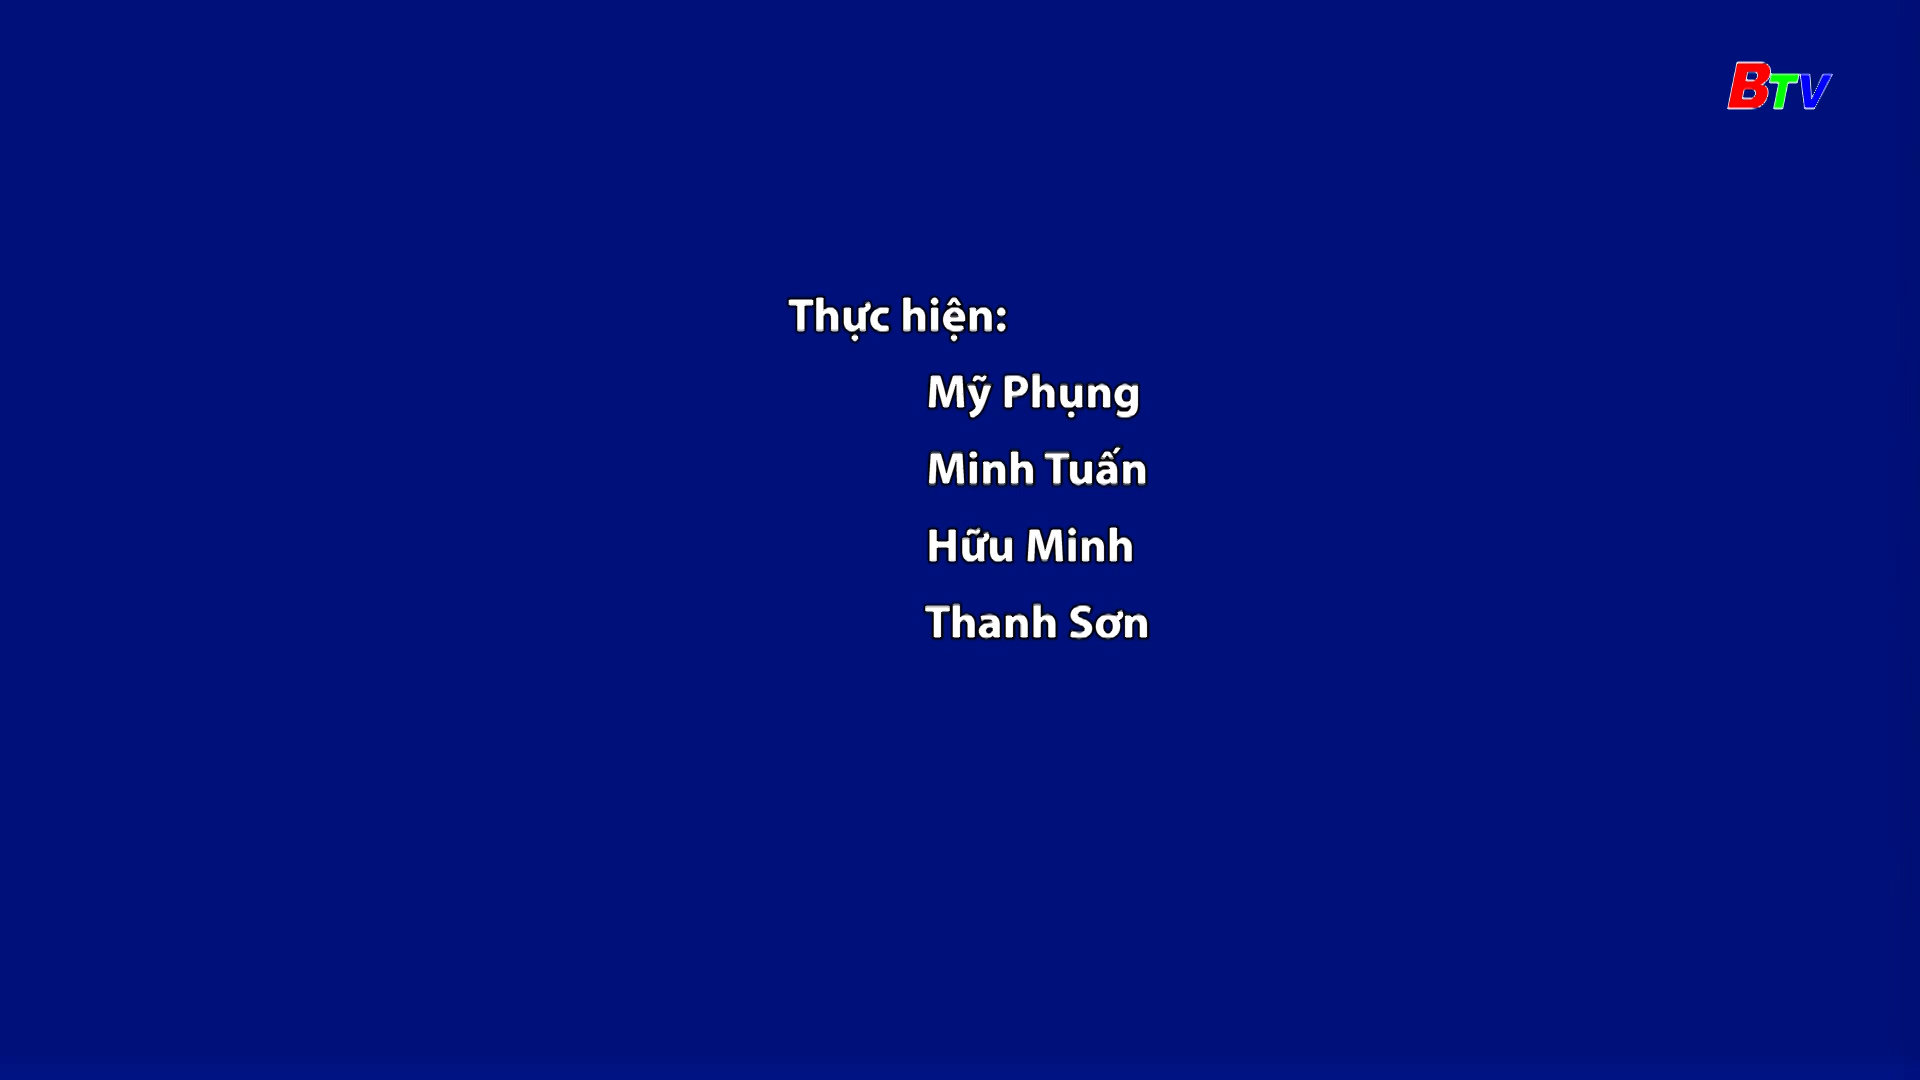 BTV
Thực hiện:
Mỹ Phụng
Minh Tuấn
Hữu Minh
Thanh Sơn